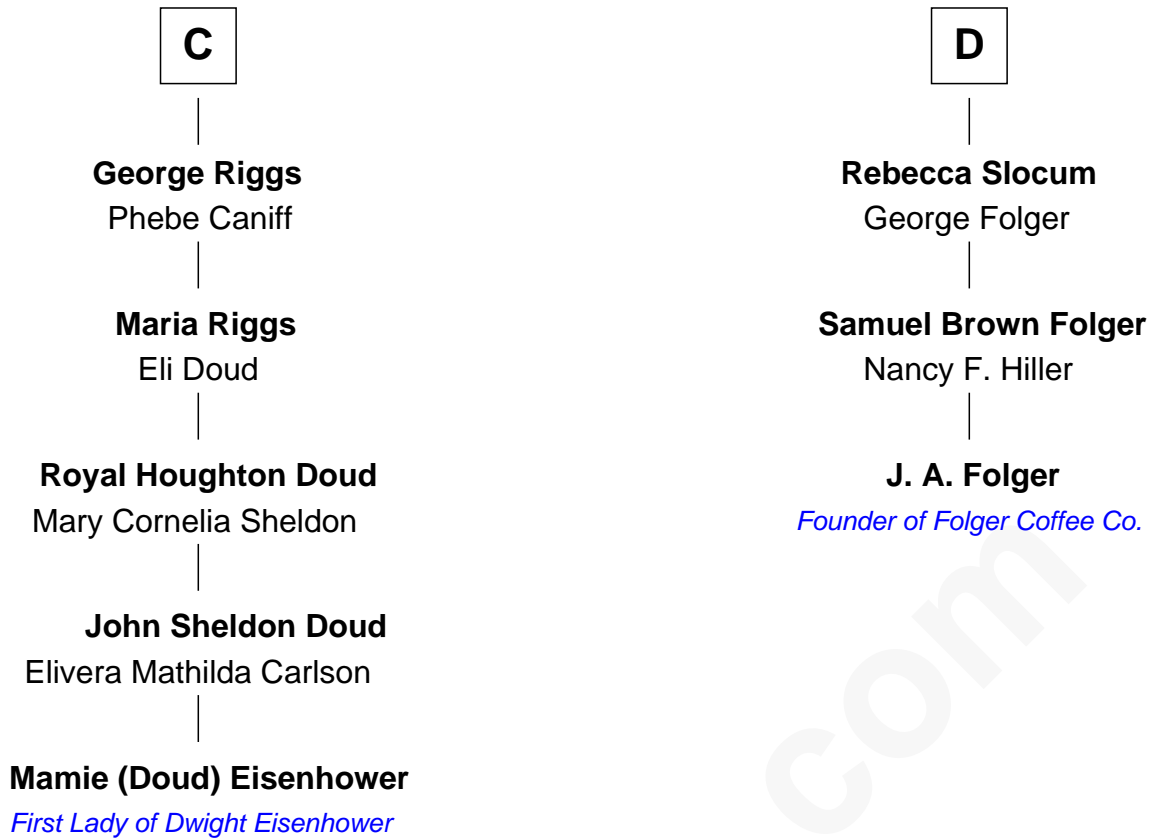 C
George Riggs
Phebe Caniff
Maria Riggs
Eli Doud
Royal Houghton Doud
Mary Cornelia Sheldon
John Sheldon Doud
Elivera Mathilda Carlson
Mamie (Doud) Eisenhower
First Lady of Dwight Eisenhower
D
Rebecca Slocum
George Folger
Samuel Brown Folger
Nancy F. Hiller
J. A. Folger
Founder of Folger Coffee Co.
com